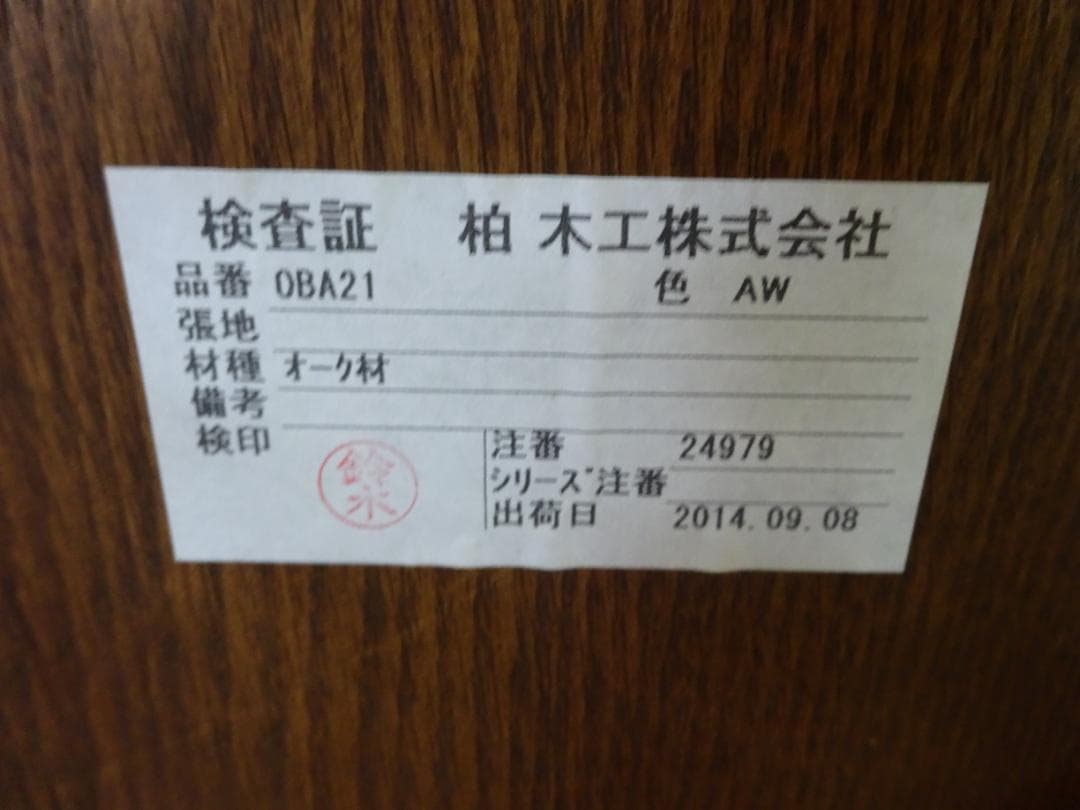 検査証 柏木工株式会社
品番 OBA21 色 AW
張地
材種 オーク材
備考
検印
注番 24979
シリーズ注番
出荷日 2014.09.08